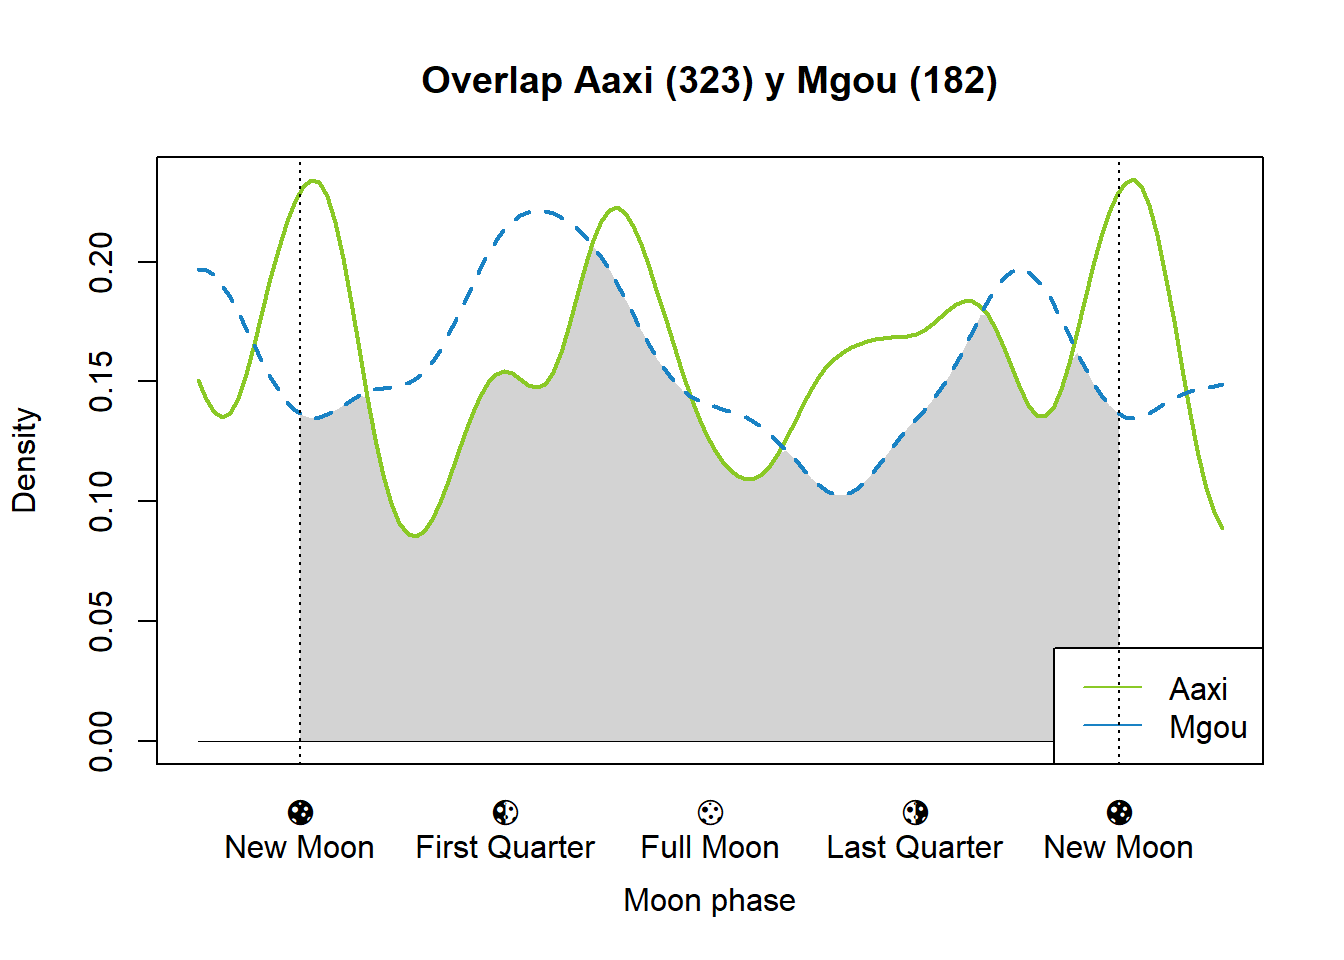 Overlap Aaxi (323) y Mgou (182)
Density
0.20
0.15
0.10
0.05
0.00
Aaxi
Mgou
New Moon First Quarter Full Moon Last Quarter New Moon
Moon phase